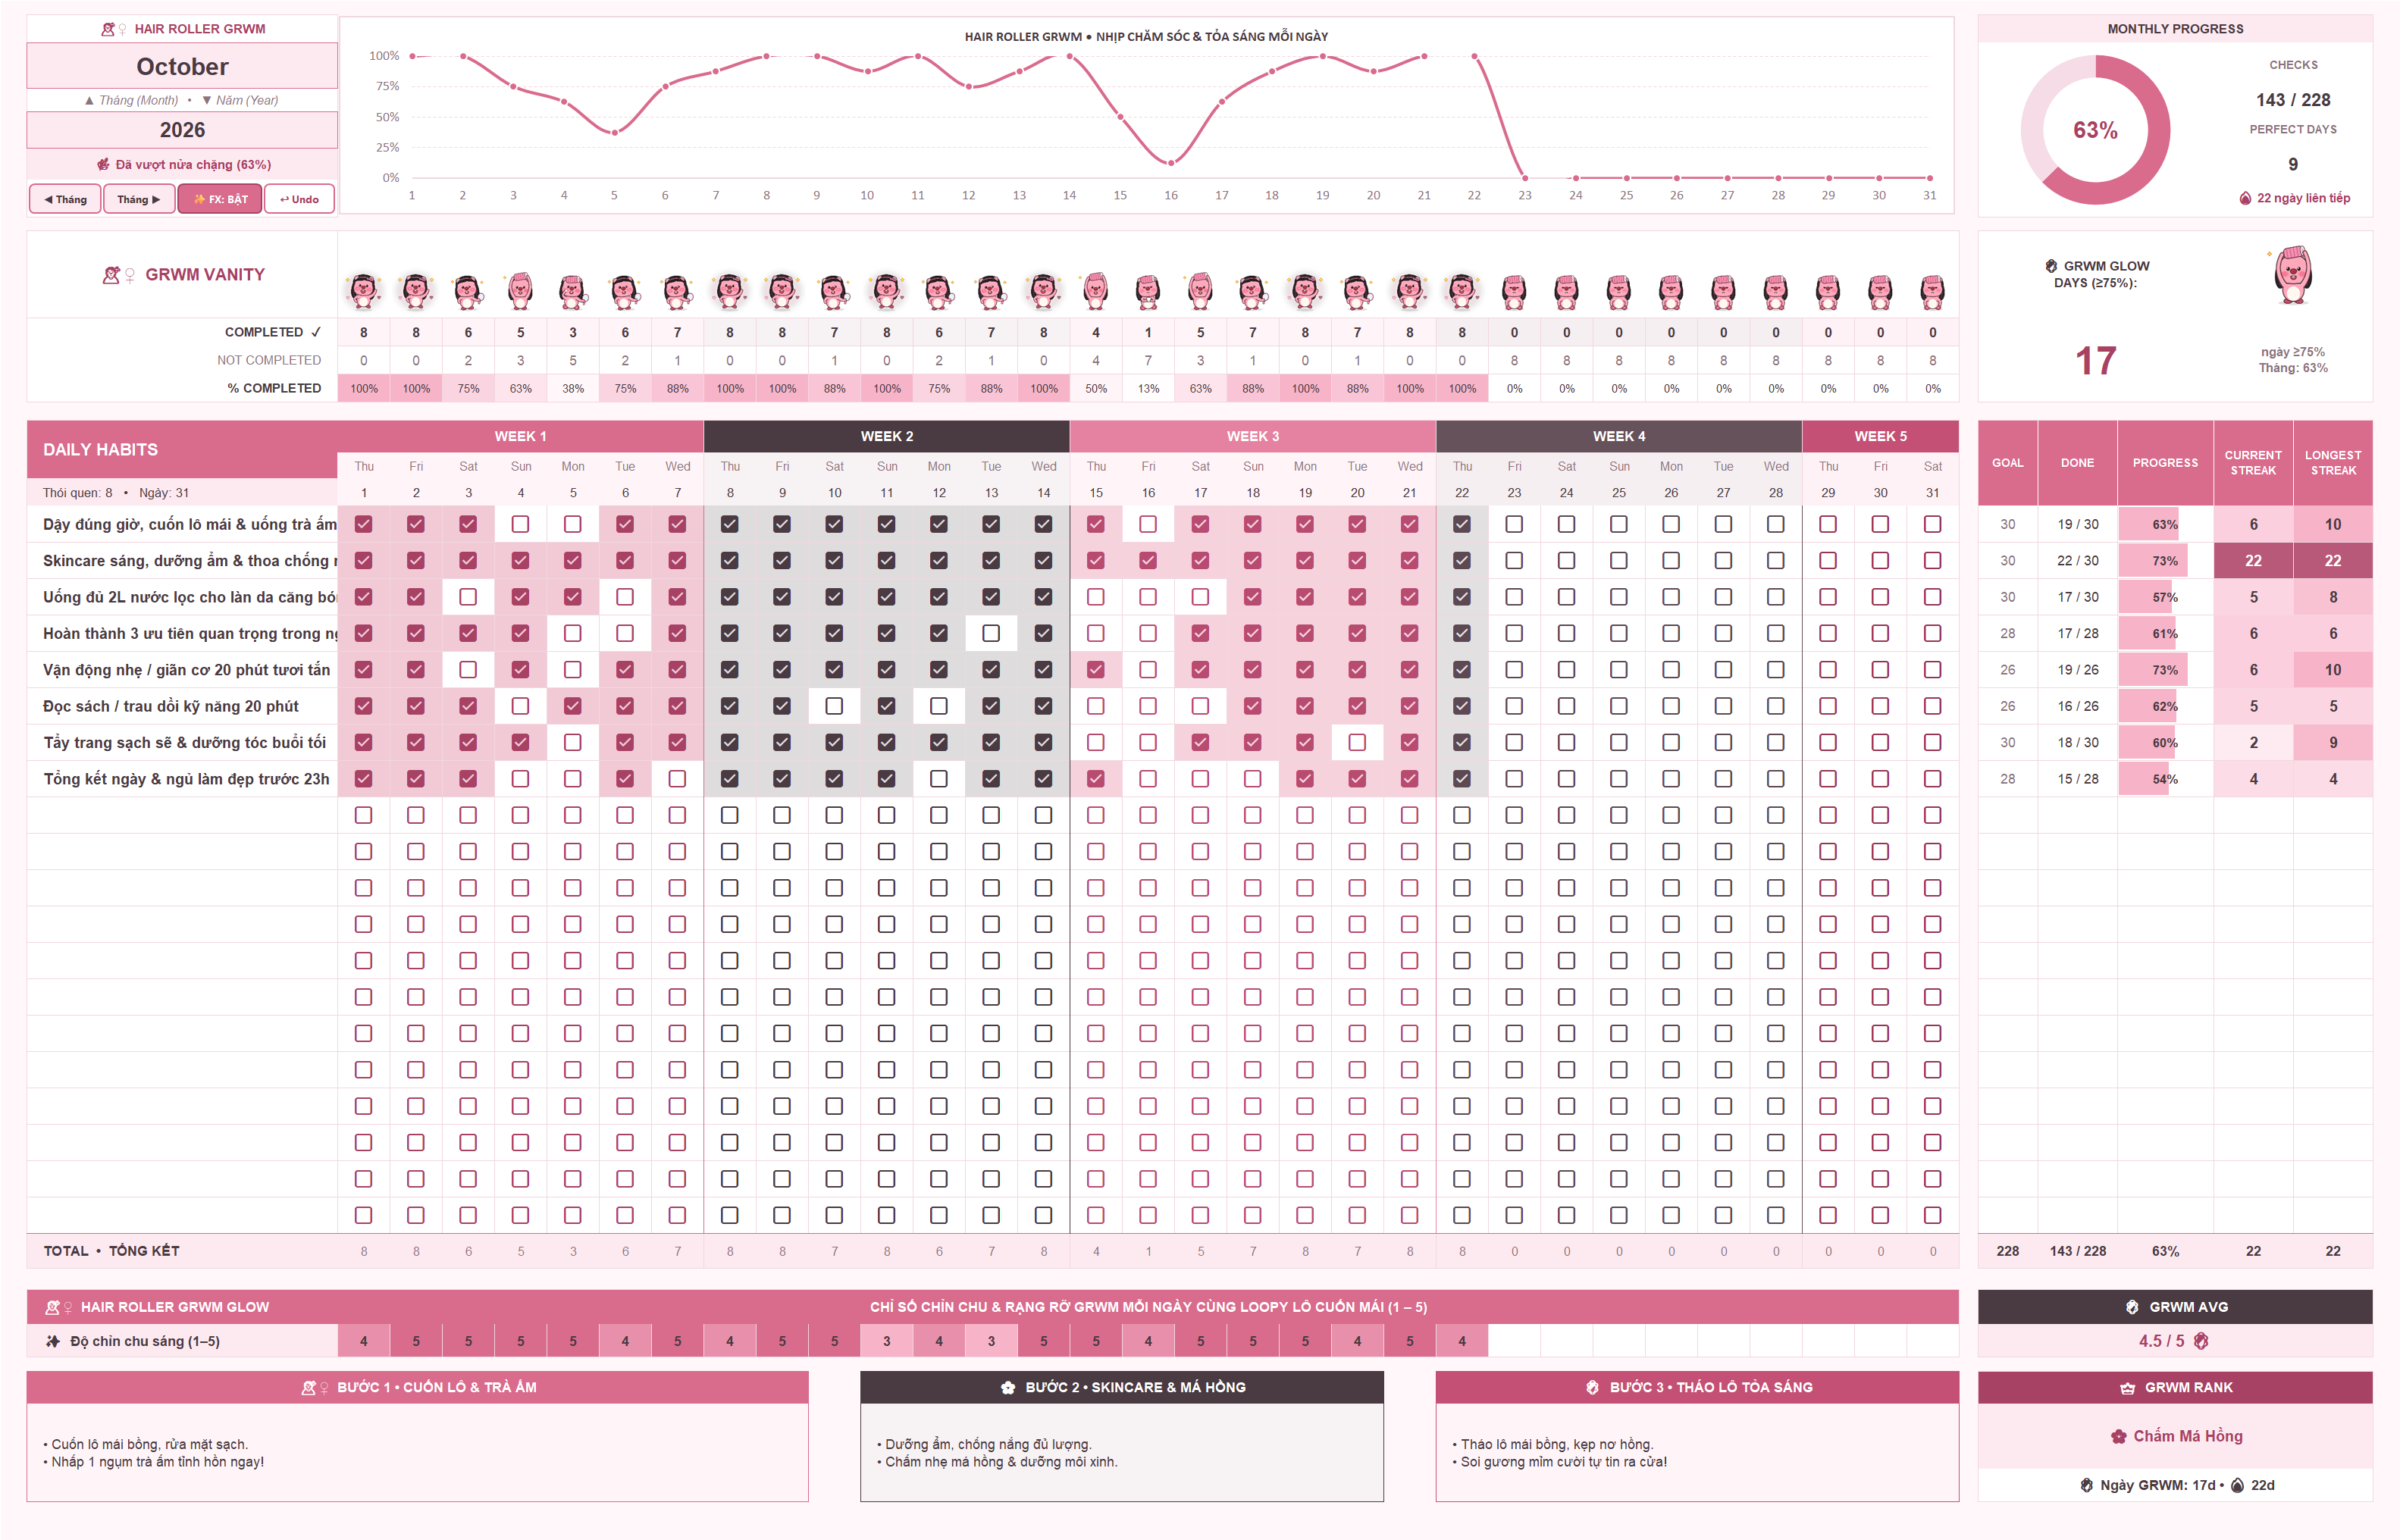 HAIR ROLLER GRWM
October
▲ Tháng (Month) • ▼ Năm (Year)
2026
Đã vượt nửa chặng (63%)
◀ Tháng
Tháng ▶
FX: BẬT
↩ Undo
HAIR ROLLER GRWM • NHỊP CHĂM SÓC & TỎA SÁNG MỖI NGÀY
100%
75%
50%
25%
0%
1 2 3 4 5 6 7 8 9 10 11 12 13 14 15 16 17 18 19 20 21 22 23 24 25 26 27 28 29 30 31
MONTHLY PROGRESS
63%
CHECKS
143 / 228
PERFECT DAYS
9
22 ngày liên tiếp
GRWM VANITY
COMPLETED ✓ 8 8 6 5 3 6 7 8 8 7 8 6 7 8 4 1 5 7 8 7 8 8 0 0 0 0 0 0 0 0 0
NOT COMPLETED 0 0 2 3 5 2 1 0 0 1 0 2 1 0 4 7 3 1 0 1 0 0 8 8 8 8 8 8 8 8 8
% COMPLETED 100% 100% 75% 63% 38% 75% 88% 100% 100% 88% 100% 75% 88% 100% 50% 13% 63% 88% 100% 88% 100% 100% 0% 0% 0% 0% 0% 0% 0% 0% 0%
GRWM GLOW
DAYS (≥75%):
17
ngày ≥75%
Tháng: 63%
DAILY HABITS
WEEK 1 WEEK 2 WEEK 3 WEEK 4 WEEK 5
Thu Fri Sat Sun Mon Tue Wed Thu Fri Sat Sun Mon Tue Wed Thu Fri Sat Sun Mon Tue Wed Thu Fri Sat Sun Mon Tue Wed Thu Fri Sat
Thói quen: 8 • Ngày: 31
1 2 3 4 5 6 7 8 9 10 11 12 13 14 15 16 17 18 19 20 21 22 23 24 25 26 27 28 29 30 31
GOAL DONE PROGRESS CURRENT STREAK LONGEST STREAK
Dậy đúng giờ, cuốn lô mái & uống trà ấm 30 19 / 30 63% 6 10
Skincare sáng, dưỡng ẩm & thoa chống 30 22 / 30 73% 22 22
Uống đủ 2L nước lọc cho làn da căng 30 17 / 30 57% 5 8
Hoàn thành 3 ưu tiên quan trọng trong 28 17 / 28 61% 6 6
Vận động nhẹ / giãn cơ 20 phút tươi tắn 26 19 / 26 73% 6 10
Đọc sách / trau dồi kỹ năng 20 phút 26 16 / 26 62% 5 5
Tẩy trang sạch sẽ & dưỡng tóc buổi tối 30 18 / 30 60% 2 9
Tổng kết ngày & ngủ làm đẹp trước 23h 28 15 / 28 54% 4 4
TOTAL • TỔNG KẾT 8 8 6 5 3 6 7 8 8 7 8 6 7 8 4 1 5 7 8 7 8 8 0 0 0 0 0 0 0 0 0 228 143 / 228 63% 22 22
HAIR ROLLER GRWM GLOW
CHỈ SỐ CHỈN CHU & RẠNG RỠ GRWM MỖI NGÀY CÙNG LOOPY LÔ CUỐN MÁI (1 – 5)
Độ chỉn chu sáng (1–5) 4 5 5 5 5 4 5 4 5 5 3 4 3 5 5 4 5 5 5 4 5 4
GRWM AVG
4.5 / 5
BƯỚC 1 • CUỐN LÔ & TRÀ ẤM
• Cuốn lô mái bồng, rửa mặt sạch.
• Nhấp 1 ngụm trà ấm tỉnh hồn ngay!
BƯỚC 2 • SKINCARE & MÁ HỒNG
• Dưỡng ẩm, chống nắng đủ lượng.
• Chấm nhẹ má hồng & dưỡng môi xinh.
BƯỚC 3 • THÁO LÔ TỎA SÁNG
• Tháo lô mái bồng, kẹp nơ hồng.
• Soi gương mỉm cười tự tin ra cửa!
GRWM RANK
Chấm Má Hồng
Ngày GRWM: 17d • 22d